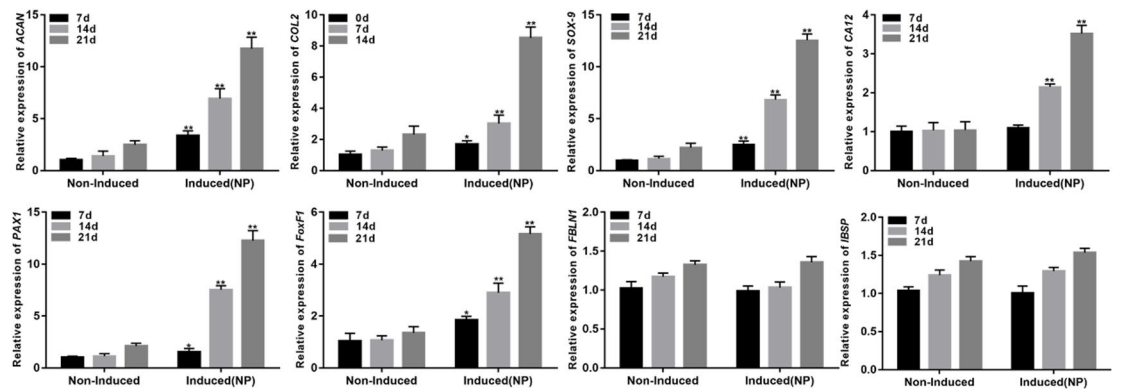 Relative expression of ACAN
15
10
5
0
7d
14d
21d
**
**
**
Non-Induced
Induced(NP)
Relative expression of COL2
10
8
6
4
2
0
0d
7d
14d
*
**
**
Non-Induced
Induced(NP)
Relative expression of SOX-9
15
10
5
0
7d
14d
21d
**
**
**
Non-Induced
Induced(NP)
Relative expression of CA12
4
3
2
1
0
7d
14d
21d
**
**
Non-Induced
Induced(NP)
Relative expression of PAX1
15
10
5
0
7d
14d
21d
*
**
**
Non-Induced
Induced(NP)
Relative expression of FoxF1
6
4
2
0
7d
14d
21d
*
**
**
Non-Induced
Induced(NP)
Relative expression of FBLN1
2.0
1.5
1.0
0.5
0.0
7d
14d
21d
Non-Induced
Induced(NP)
Relative expression of IBSP
2.0
1.5
1.0
0.5
0.0
7d
14d
21d
Non-Induced
Induced(NP)